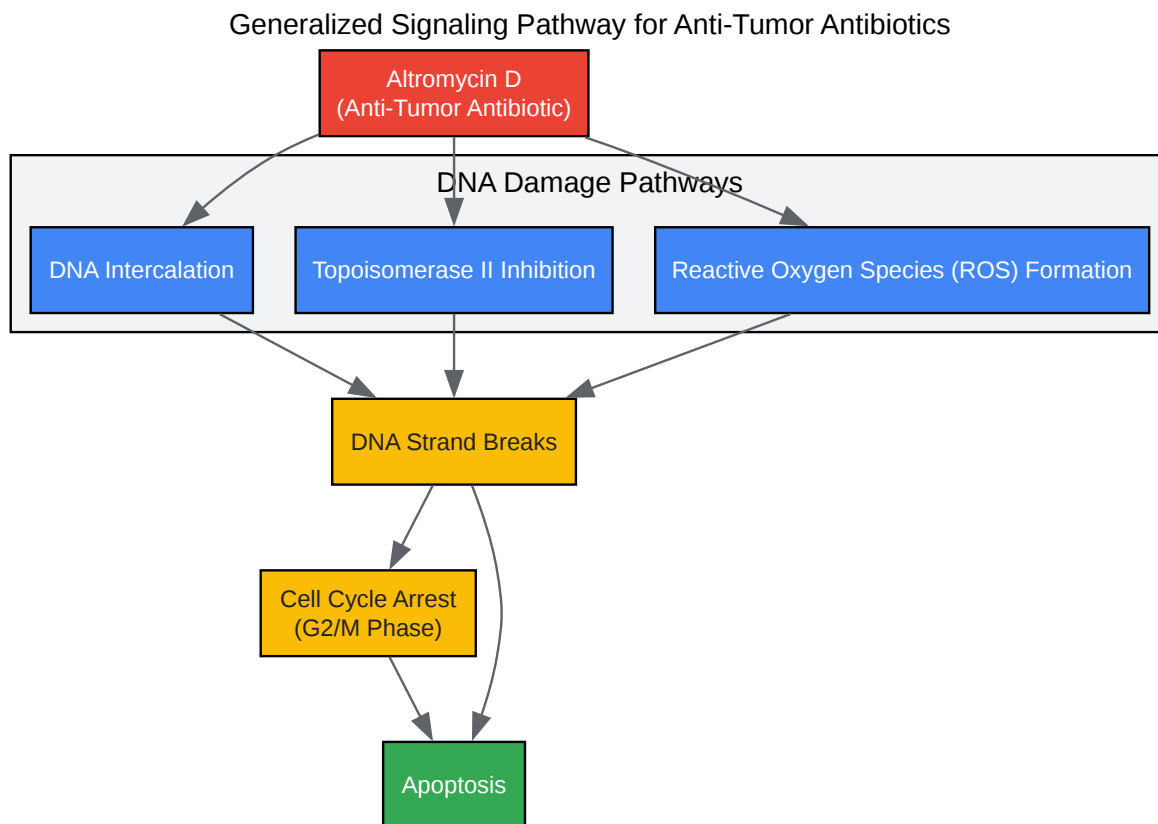 Generalized Signaling Pathway for Anti-Tumor Antibiotics
Altromycin D
(Anti-Tumor Antibiotic)
DNA Damage Pathways
DNA Intercalation
Topoisomerase II Inhibition
Reactive Oxygen Species (ROS) Formation
DNA Strand Breaks
Cell Cycle Arrest
(G2/M Phase)
Apoptosis